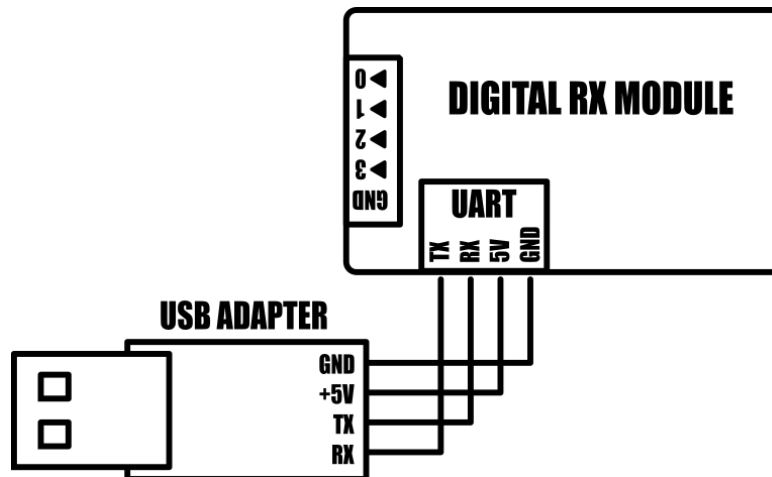 DIGITAL RX MODULE
0
1
2
3
GND
UART
TX RX 5V GND
USB ADAPTER
GND
+5V
TX
RX